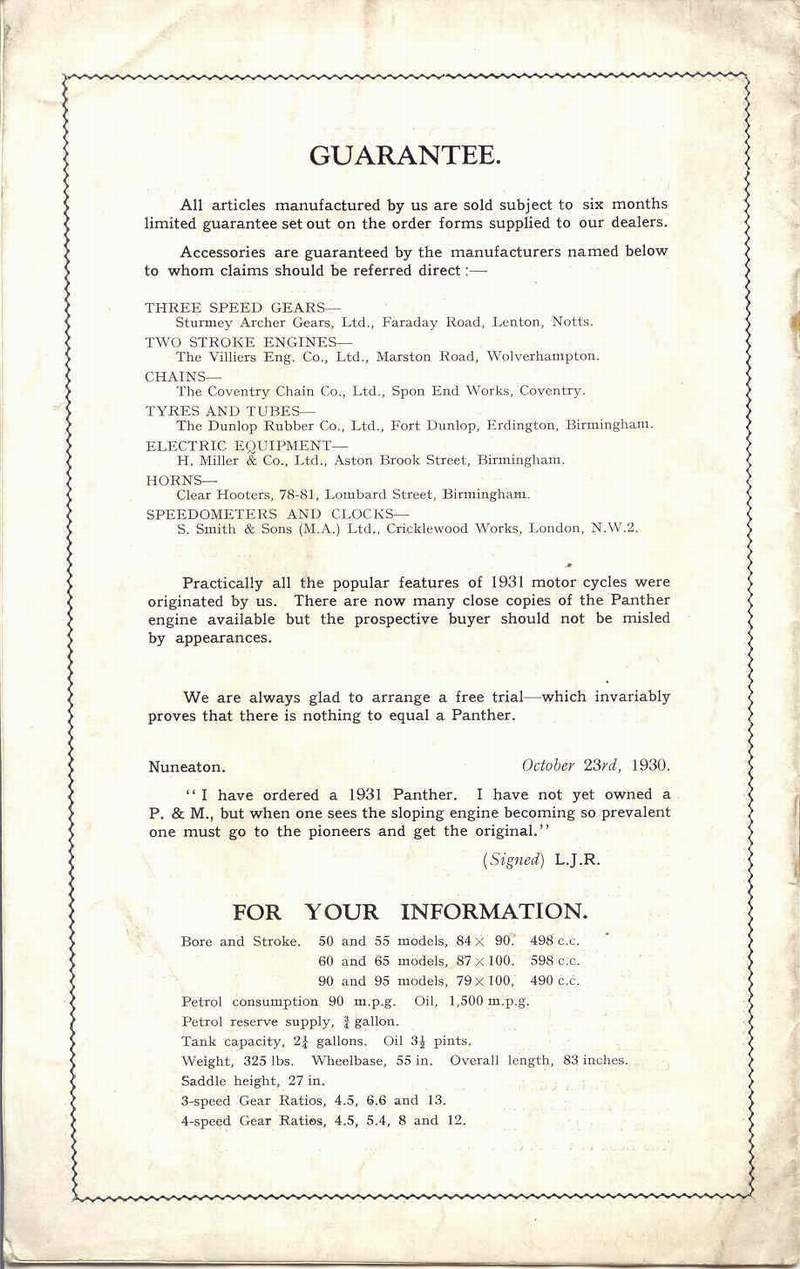 GUARANTEE.
All articles manufactured by us are sold subject to six months
limited guarantee set out on the order forms supplied to our dealers.
Accessories are guaranteed by the manufacturers named below
to whom claims should be referred direct :—
THREE SPEED GEARS—
Sturmey Archer Gears, Ltd., Faraday Road, Lenton, Notts.
TWO STROKE ENGINES—
The Villiers Eng. Co., Ltd., Marston Road, Wolverhampton.
CHAINS—
The Coventry Chain Co., Ltd., Spon End Works, Coventry.
TYRES AND TUBES—
The Dunlop Rubber Co., Ltd., Fort Dunlop, Erdington, Birmingham.
ELECTRIC EQUIPMENT—
H. Miller & Co., Ltd., Aston Brook Street, Birmingham.
HORNS—
Clear Hooters, 78-81, Lombard Street, Birmingham.
SPEEDOMETERS AND CLOCKS—
S. Smith & Sons (M.A.) Ltd., Cricklewood Works, London, N.W.2.
Practically all the popular features of 1931 motor cycles were
originated by us. There are now many close copies of the Panther
engine available but the prospective buyer should not be misled
by appearances.
We are always glad to arrange a free trial—which invariably
proves that there is nothing to equal a Panther.
Nuneaton. October 23rd, 1930.
“I have ordered a 1931 Panther. I have not yet owned a
P. & M., but when one sees the sloping engine becoming so prevalent
one must go to the pioneers and get the original.”
(Signed) L.J.R.
FOR YOUR INFORMATION.
Bore and Stroke. 50 and 55 models, 84 × 90. 498 c.c.
60 and 65 models, 87 × 100. 598 c.c.
90 and 95 models, 79 × 100, 490 c.c.
Petrol consumption 90 m.p.g. Oil, 1,500 m.p.g.
Petrol reserve supply, ¾ gallon.
Tank capacity, 2¼ gallons. Oil 3½ pints.
Weight, 325 lbs. Wheelbase, 55 in. Overall length, 83 inches.
Saddle height, 27 in.
3-speed Gear Ratios, 4.5, 6.6 and 13.
4-speed Gear Ratios, 4.5, 5.4, 8 and 12.